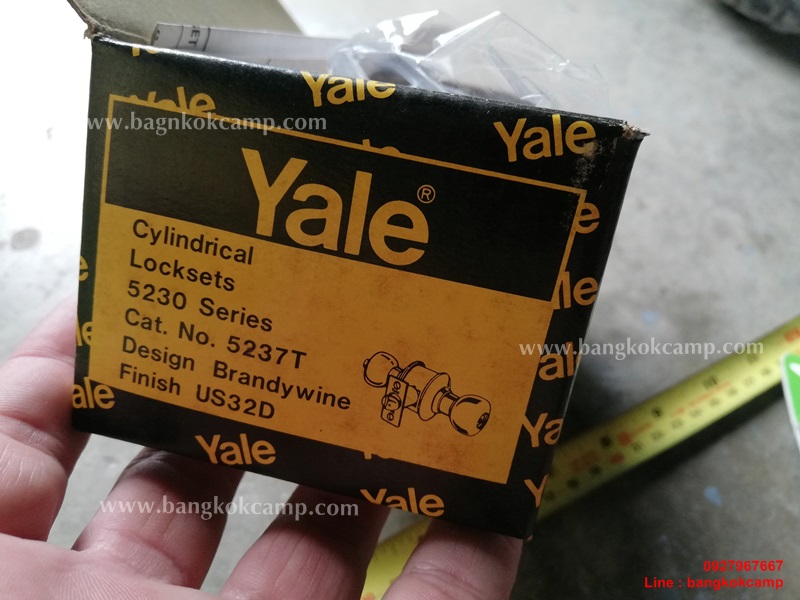 Yale
Yale
www.bagnkokcamp.com
Yale
Yale®
Cylindrical
Locksets
5230 Series
Cat. No. 5237T
Design Brandywine
Finish US32D
www.bangkokcamp.com
Yale
Yale
www.bangkokcamp.com
0927967667
Line : bangkokcamp